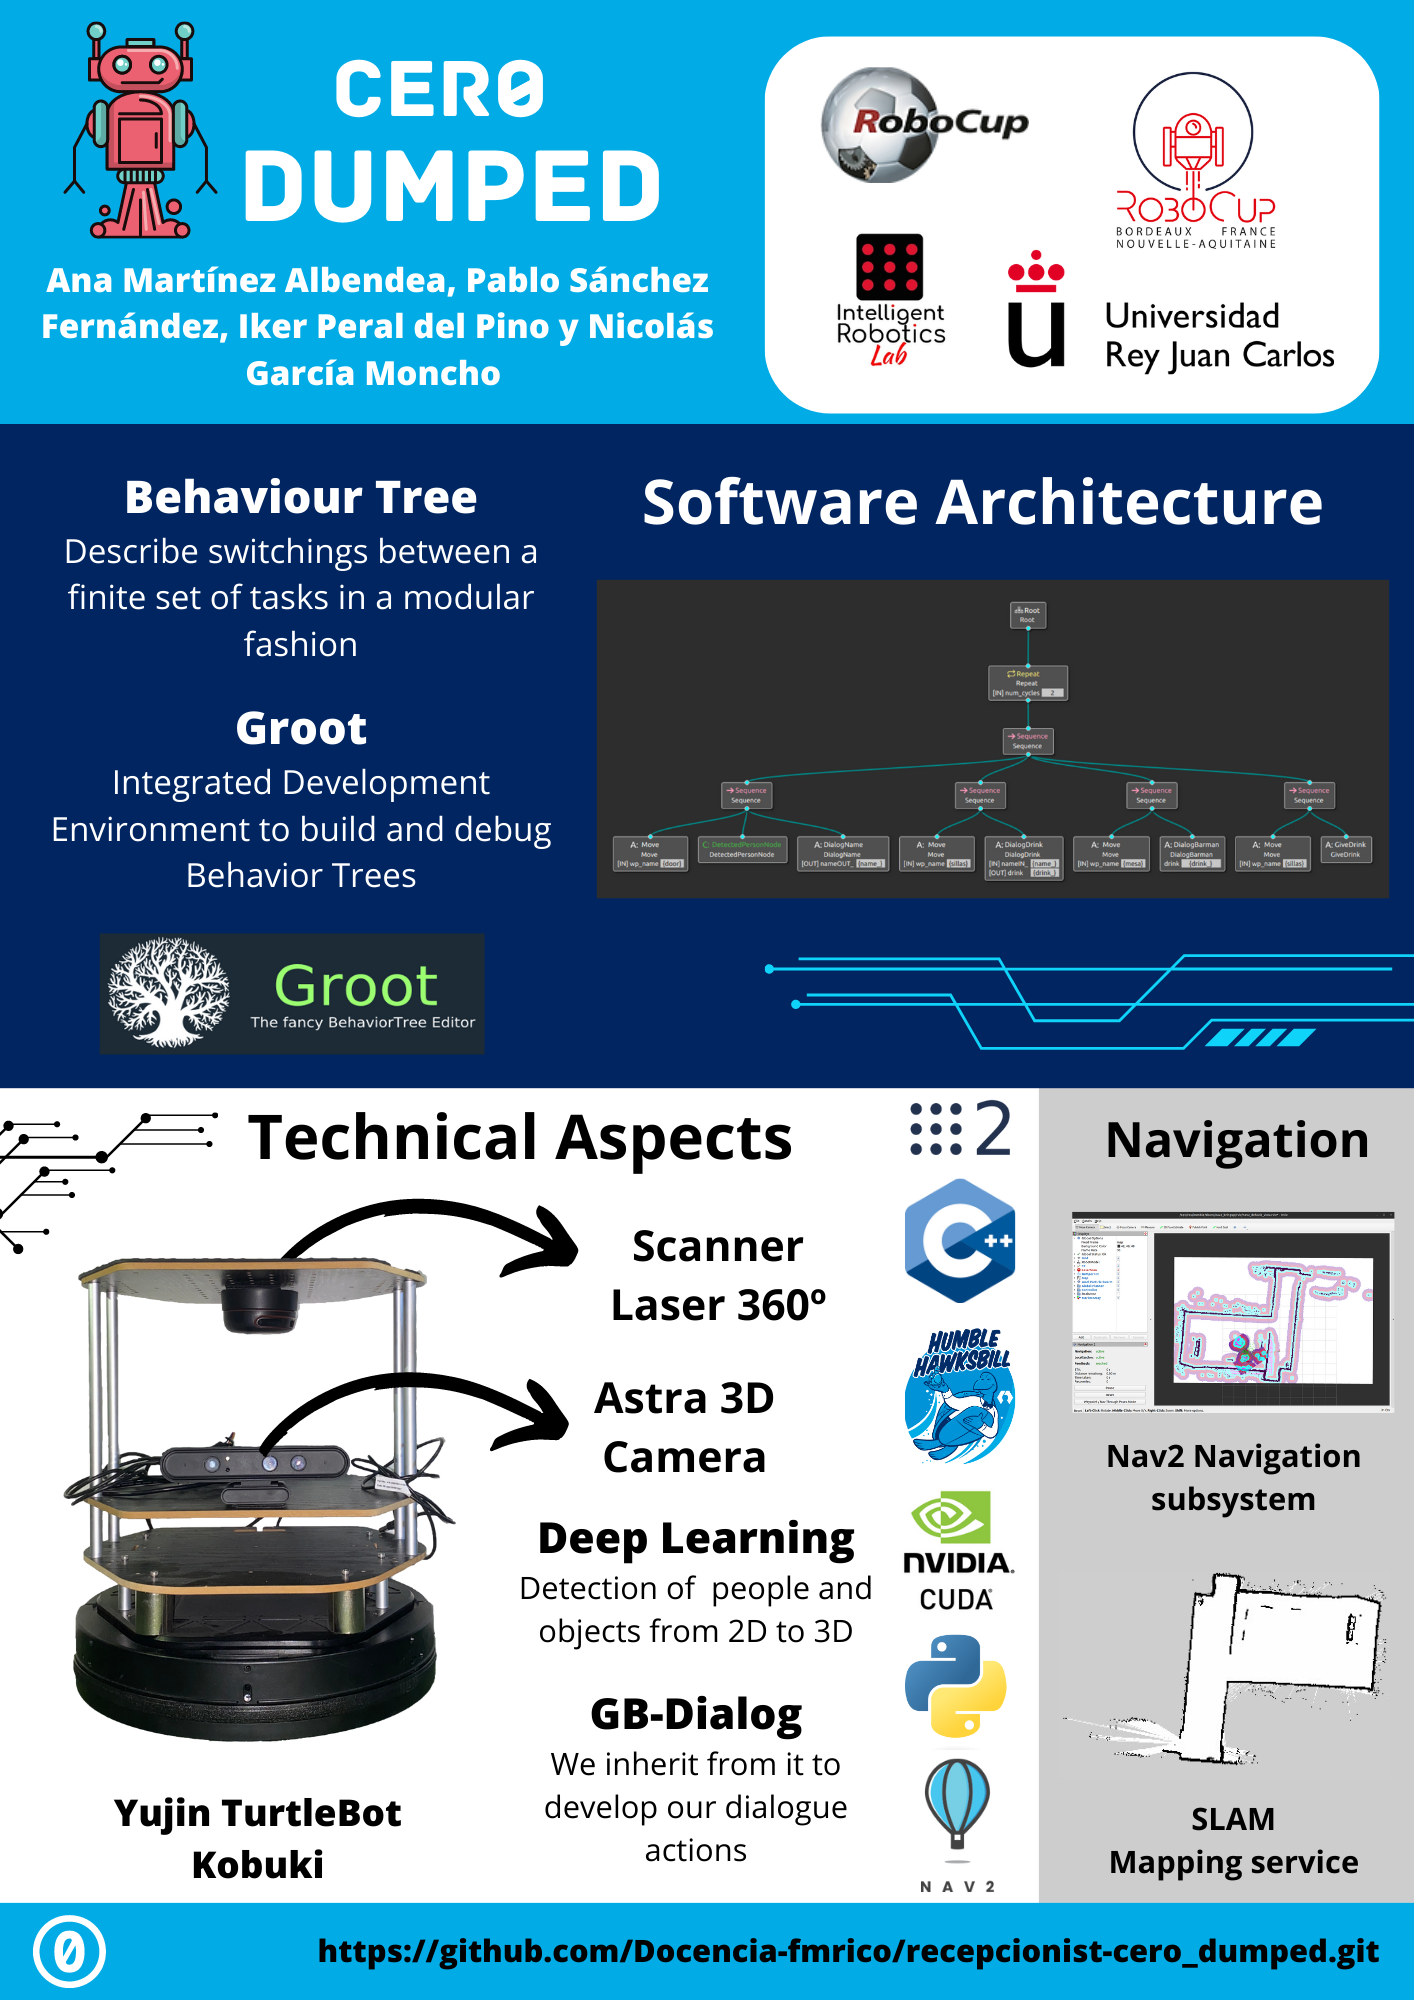 CER0
DUMPED
Ana Martínez Albendea, Pablo Sánchez
Fernández, Iker Peral del Pino y Nicolás
García Moncho
RoboCup
ROBOCUP
BORDEAUX FRANCE
NOUVELLE-AQUITAINE
Intelligent
Robotics
Lab
u
Universidad
Rey Juan Carlos
Behaviour Tree
Describe switchings between a
finite set of tasks in a modular
fashion
Groot
Integrated Development
Environment to build and debug
Behavior Trees
Groot
The fancy BehaviorTree Editor
Software Architecture
Root
Root
Repeat
Repeat
[IN] num_cycles 2
Sequence
Sequence
Sequence
Sequence
Sequence
Sequence
Sequence
Sequence
Sequence
Sequence
A: Move
Move
[IN] wp_name {door}
C: DetectedPersonNode
DetectedPersonNode
A: DialogName
DialogName
[OUT] nameOUT_ {name_}
A: Move
Move
[IN] wp_name {sillas}
A: DialogDrink
DialogDrink
[IN] nameIN_ {name_}
[OUT] drink {drink_}
A: Move
Move
[IN] wp_name {mesa}
A: DialogBarman
DialogBarman
drink {drink_}
A: Move
Move
[IN] wp_name {sillas}
A: GiveDrink
GiveDrink
Technical Aspects
Scanner
Laser 360º
Astra 3D
Camera
Deep Learning
Detection of people and
objects from 2D to 3D
GB-Dialog
We inherit from it to
develop our dialogue
actions
Yujin TurtleBot
Kobuki
2
C++
HUMBLE
HAWKSBILL
NVIDIA.
CUDA
NAV2
Navigation
Nav2 Navigation
subsystem
SLAM
Mapping service
0
https://github.com/Docencia-fmrico/recepcionist-cero_dumped.git